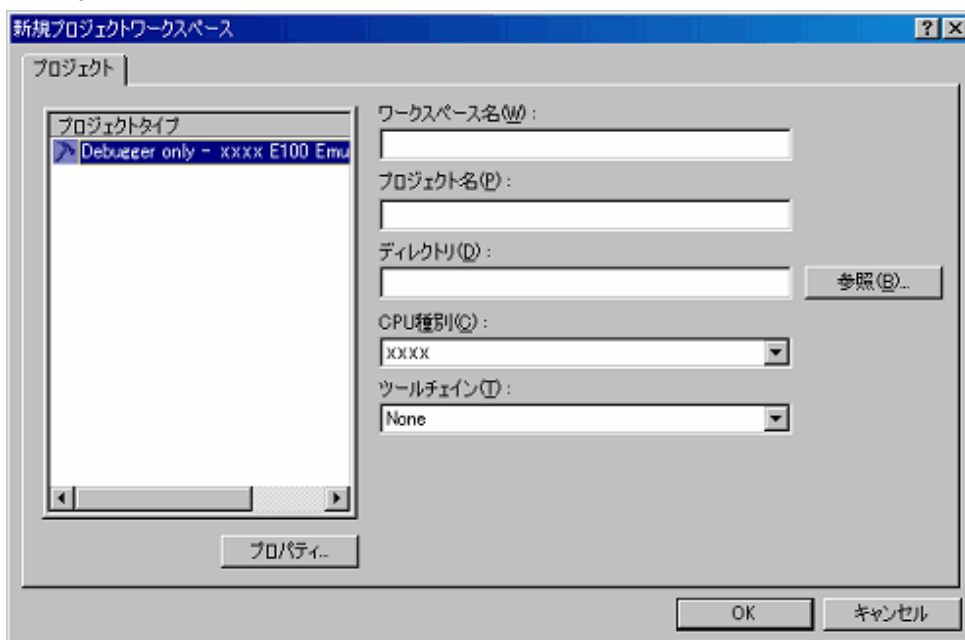 新規プロジェクトワークスペース
プロジェクト
プロジェクトタイプ
Debugger only - xxxx E100 Emu
ワークスペース名(W) :
プロジェクト名(P) :
ディレクトリ(D) :
参照(B)...
CPU種別(C) :
xxxx
ツールチェイン(T) :
None
プロパティ...
OK
キャンセル